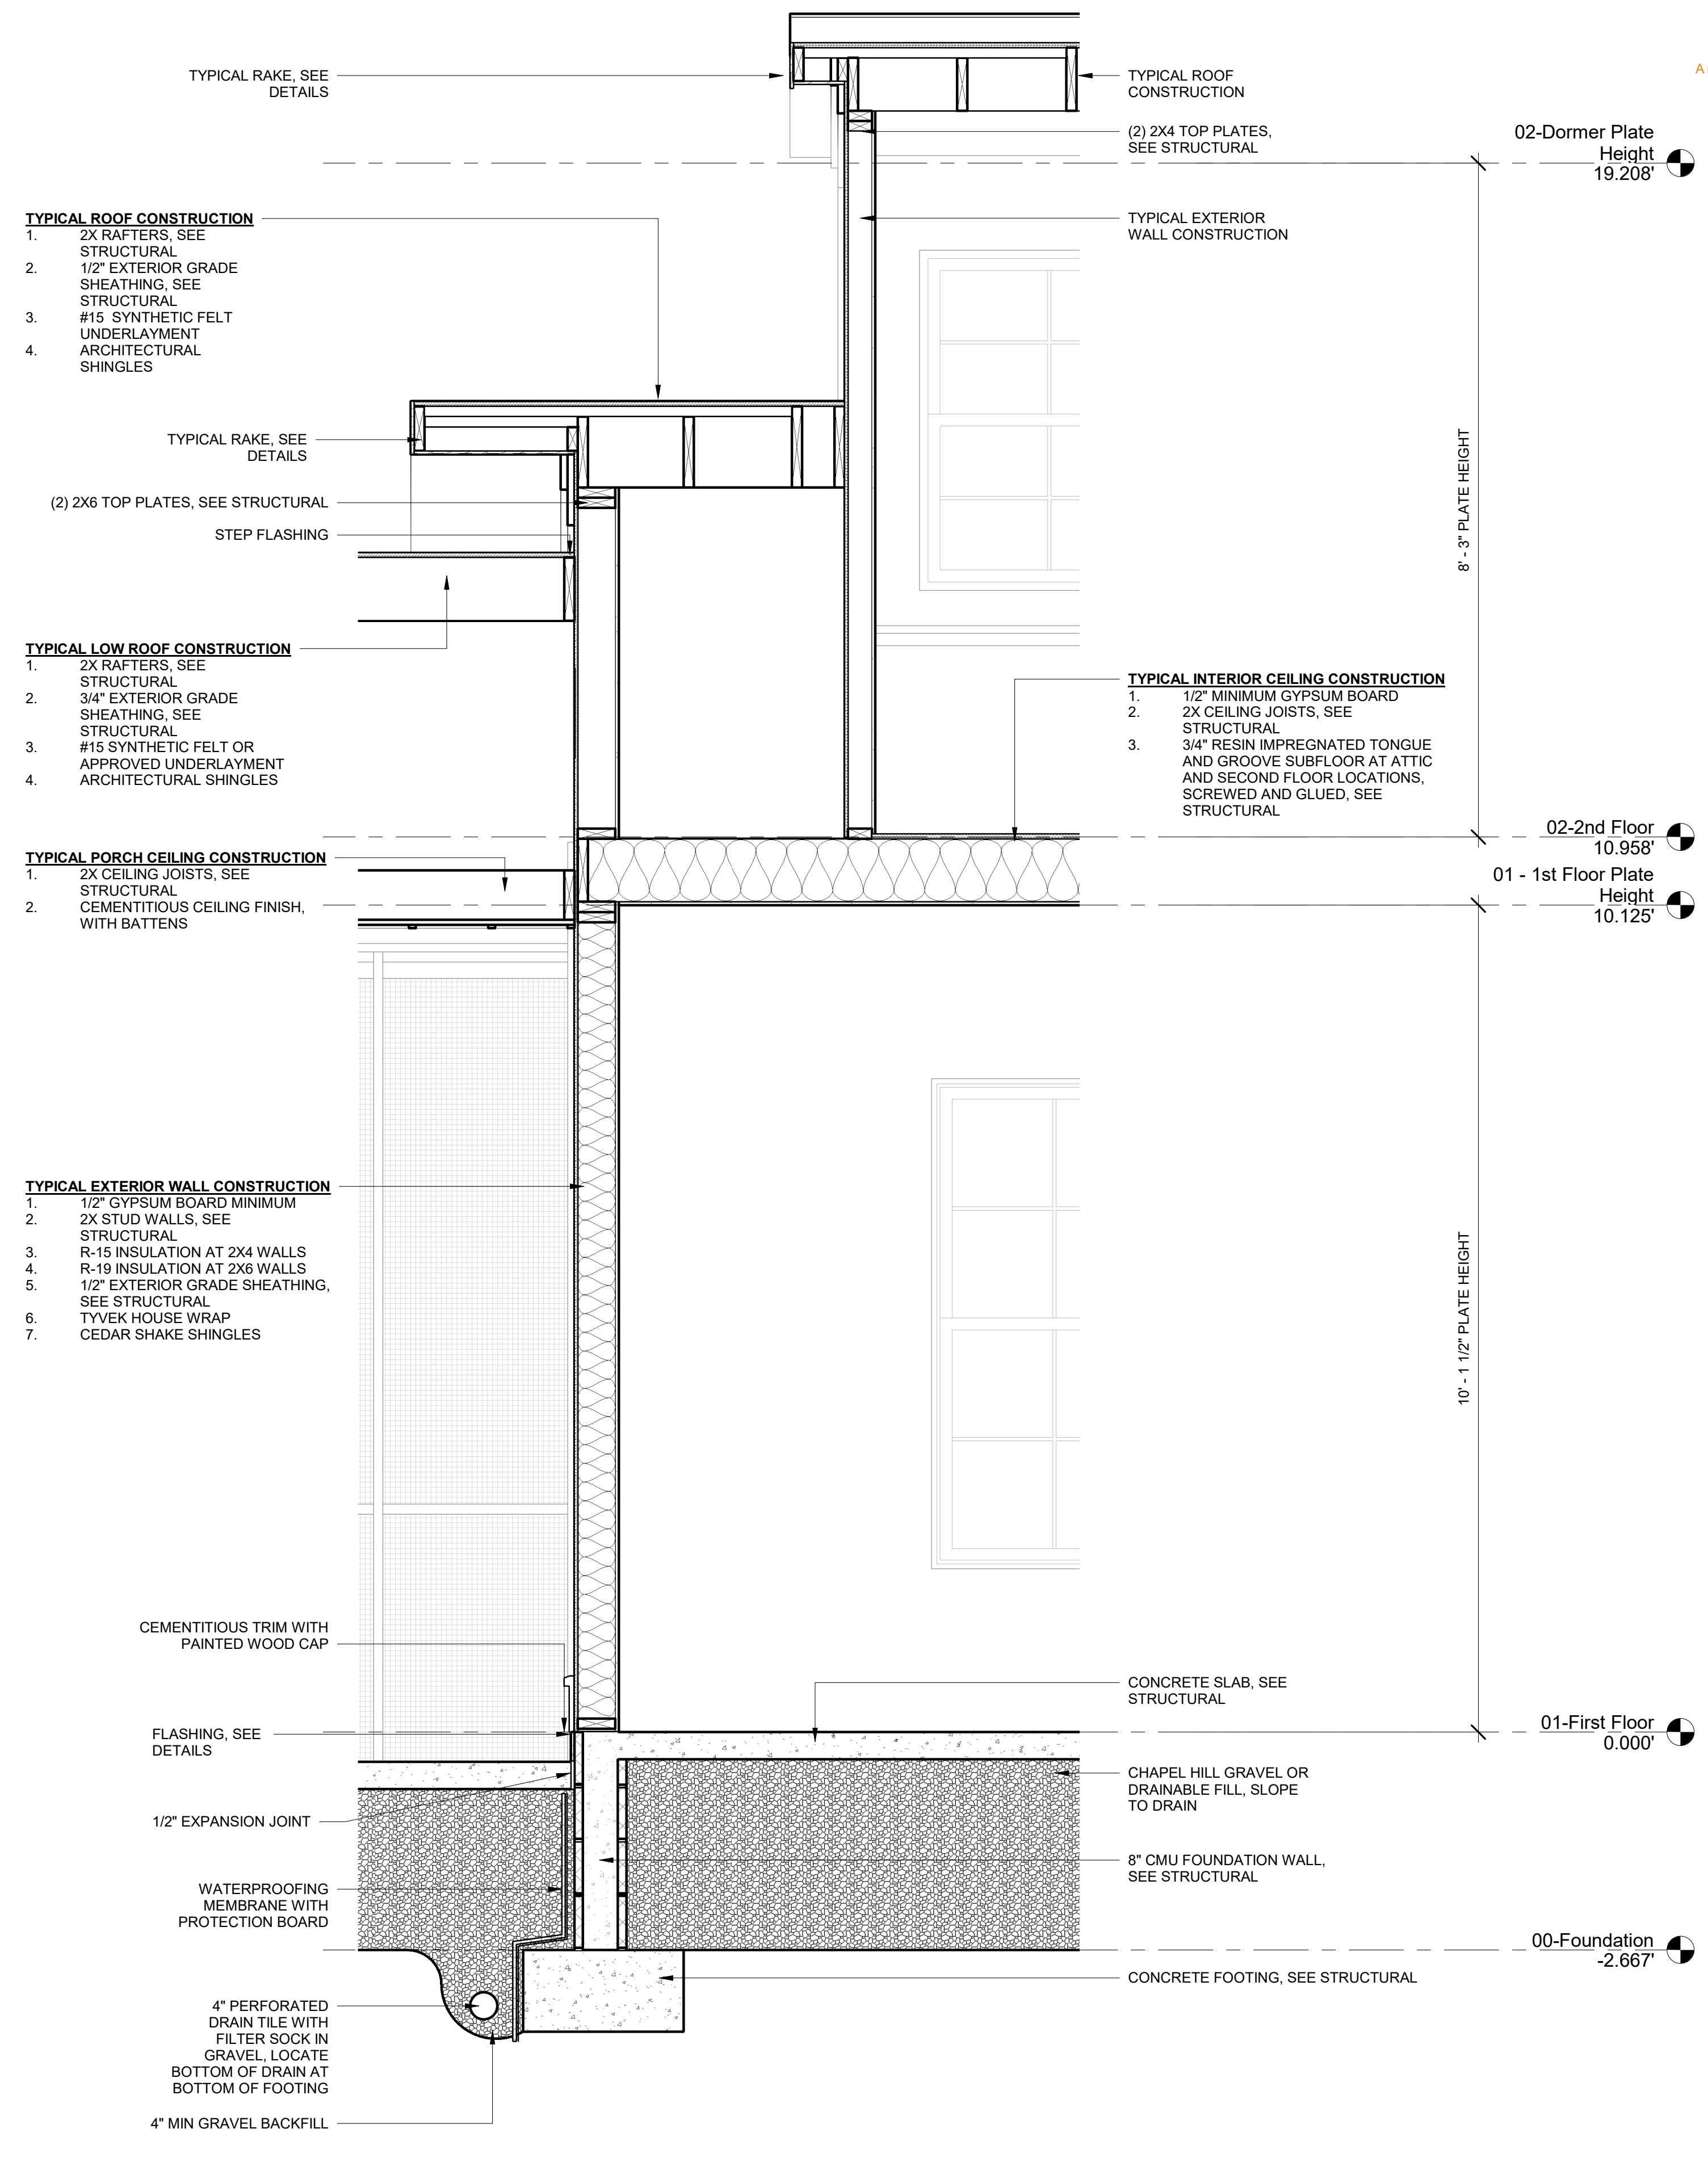 TYPICAL RAKE, SEE
DETAILS
TYPICAL ROOF
CONSTRUCTION
A
(2) 2X4 TOP PLATES,
SEE STRUCTURAL
02-Dormer Plate
Height
19.208'
TYPICAL ROOF CONSTRUCTION
1. 2X RAFTERS, SEE
STRUCTURAL
2. 1/2" EXTERIOR GRADE
SHEATHING, SEE
STRUCTURAL
3. #15 SYNTHETIC FELT
UNDERLAYMENT
4. ARCHITECTURAL
SHINGLES
TYPICAL EXTERIOR
WALL CONSTRUCTION
TYPICAL RAKE, SEE
DETAILS
(2) 2X6 TOP PLATES, SEE STRUCTURAL
STEP FLASHING
8' - 3" PLATE HEIGHT
TYPICAL LOW ROOF CONSTRUCTION
1. 2X RAFTERS, SEE
STRUCTURAL
2. 3/4" EXTERIOR GRADE
SHEATHING, SEE
STRUCTURAL
3. #15 SYNTHETIC FELT OR
APPROVED UNDERLAYMENT
4. ARCHITECTURAL SHINGLES
TYPICAL INTERIOR CEILING CONSTRUCTION
1. 1/2" MINIMUM GYPSUM BOARD
2. 2X CEILING JOISTS, SEE
STRUCTURAL
3. 3/4" RESIN IMPREGNATED TONGUE
AND GROOVE SUBFLOOR AT ATTIC
AND SECOND FLOOR LOCATIONS,
SCREWED AND GLUED, SEE
STRUCTURAL
02-2nd Floor
10.958'
TYPICAL PORCH CEILING CONSTRUCTION
1. 2X CEILING JOISTS, SEE
STRUCTURAL
2. CEMENTITIOUS CEILING FINISH,
WITH BATTENS
01 - 1st Floor Plate
Height
10.125'
TYPICAL EXTERIOR WALL CONSTRUCTION
1. 1/2" GYPSUM BOARD MINIMUM
2. 2X STUD WALLS, SEE
STRUCTURAL
3. R-15 INSULATION AT 2X4 WALLS
4. R-19 INSULATION AT 2X6 WALLS
5. 1/2" EXTERIOR GRADE SHEATHING,
SEE STRUCTURAL
6. TYVEK HOUSE WRAP
7. CEDAR SHAKE SHINGLES
10' - 1 1/2" PLATE HEIGHT
CEMENTITIOUS TRIM WITH
PAINTED WOOD CAP
CONCRETE SLAB, SEE
STRUCTURAL
FLASHING, SEE
DETAILS
01-First Floor
0.000'
CHAPEL HILL GRAVEL OR
DRAINABLE FILL, SLOPE
TO DRAIN
1/2" EXPANSION JOINT
8" CMU FOUNDATION WALL,
SEE STRUCTURAL
WATERPROOFING
MEMBRANE WITH
PROTECTION BOARD
00-Foundation
-2.667'
CONCRETE FOOTING, SEE STRUCTURAL
4" PERFORATED
DRAIN TILE WITH
FILTER SOCK IN
GRAVEL, LOCATE
BOTTOM OF DRAIN AT
BOTTOM OF FOOTING
4" MIN GRAVEL BACKFILL